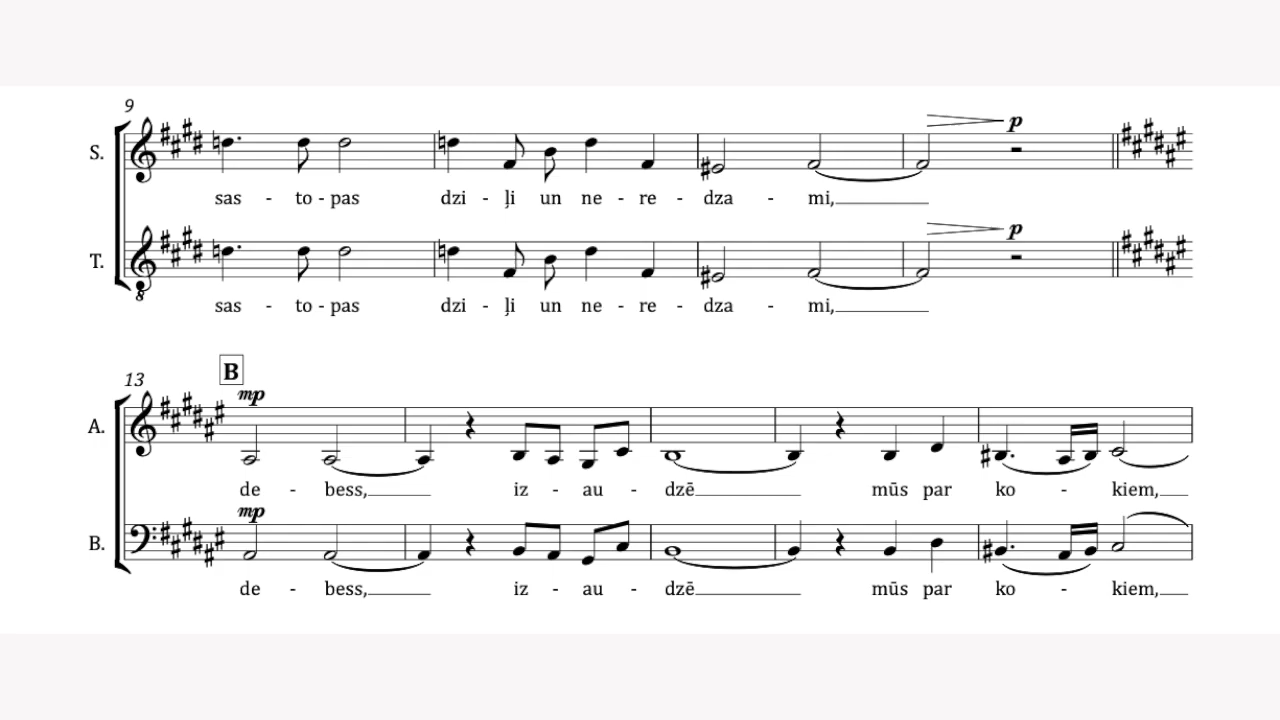 9
p
S.
sas - to - pas dzi - ļi un ne - re - dza - mi,
p
T.
8
sas - to - pas dzi - ļi un ne - re - dza - mi,
B
13
mp
A.
de - bess, iz - au - dzē mūs par ko - kiem,
mp
B.
de - bess, iz - au - dzē mūs par ko - kiem,